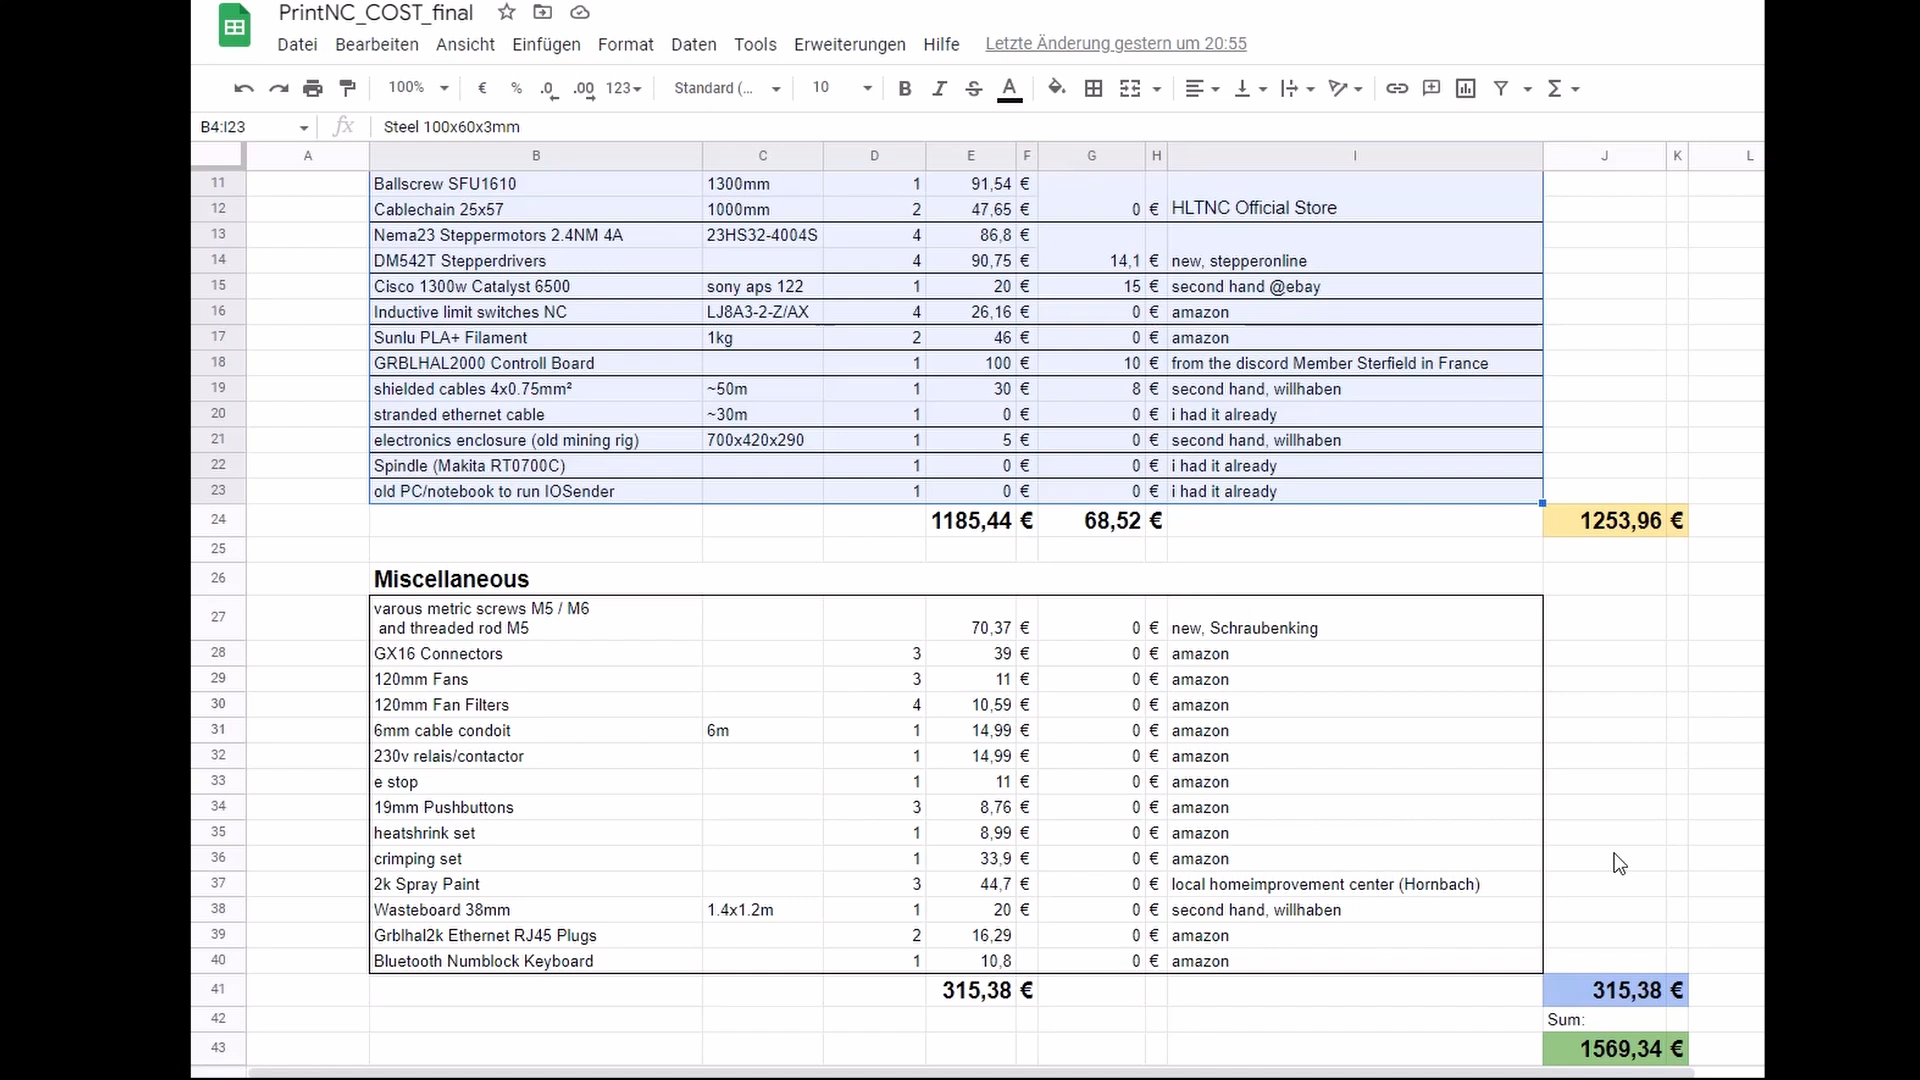 PrintNC_COST_final
Datei Bearbeiten Ansicht Einfügen Format Daten Tools Erweiterungen Hilfe Letzte Änderung gestern um 20:55
100% € % .0 .00 123 Standard (... 10 B I S A
B4:I23 fx Steel 100x60x3mm
A B C D E F G H I J K L
11 Ballscrew SFU1610 1300mm 1 91,54 €
12 Cablechain 25x57 1000mm 2 47,65 € 0 € HLTNC Official Store
13 Nema23 Steppermotors 2.4NM 4A 23HS32-4004S 4 86,8 €
14 DM542T Stepperdrivers 4 90,75 € 14,1 € new, stepperonline
15 Cisco 1300w Catalyst 6500 sony aps 122 1 20 € 15 € second hand @ebay
16 Inductive limit switches NC LJ8A3-2-Z/AX 4 26,16 € 0 € amazon
17 Sunlu PLA+ Filament 1kg 2 46 € 0 € amazon
18 GRBLHAL2000 Controll Board 1 100 € 10 € from the discord Member Sterfield in France
19 shielded cables 4x0.75mm² ~50m 1 30 € 8 € second hand, willhaben
20 stranded ethernet cable ~30m 1 0 € 0 € i had it already
21 electronics enclosure (old mining rig) 700x420x290 1 5 € 0 € second hand, willhaben
22 Spindle (Makita RT0700C) 1 0 € 0 € i had it already
23 old PC/notebook to run IOSender 1 0 € 0 € i had it already
24 1185,44 € 68,52 € 1253,96 €
25
26 Miscellaneous
varous metric screws M5 / M6
27 and threaded rod M5 70,37 € 0 € new, Schraubenking
28 GX16 Connectors 3 39 € 0 € amazon
29 120mm Fans 3 11 € 0 € amazon
30 120mm Fan Filters 4 10,59 € 0 € amazon
31 6mm cable condoit 6m 1 14,99 € 0 € amazon
32 230v relais/contactor 1 14,99 € 0 € amazon
33 e stop 1 11 € 0 € amazon
34 19mm Pushbuttons 3 8,76 € 0 € amazon
35 heatshrink set 1 8,99 € 0 € amazon
36 crimping set 1 33,9 € 0 € amazon
37 2k Spray Paint 3 44,7 € 0 € local homeimprovement center (Hornbach)
38 Wasteboard 38mm 1.4x1.2m 1 20 € 0 € second hand, willhaben
39 Grblhal2k Ethernet RJ45 Plugs 2 16,29 0 € amazon
40 Bluetooth Numblock Keyboard 1 10,8 0 € amazon
41 315,38 € 315,38 €
42 Sum:
43 1569,34 €